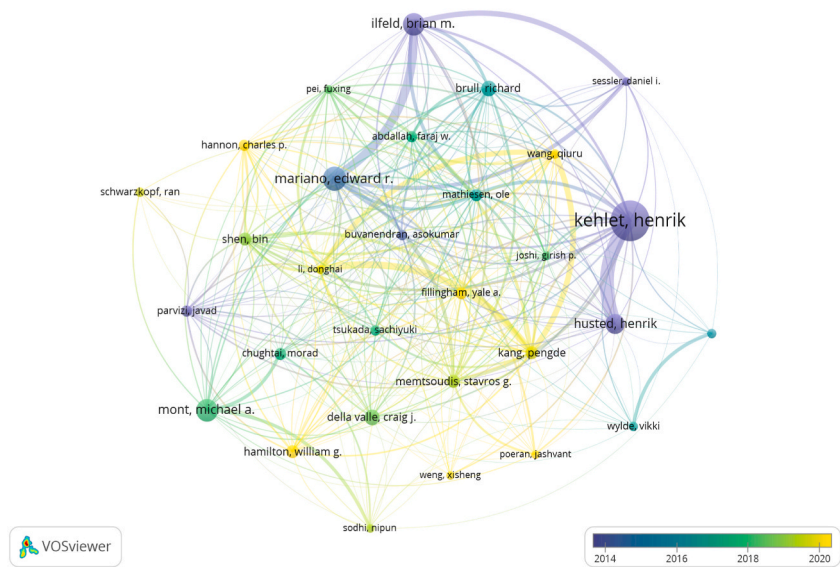 ilfeld, brian m.
sessler, daniel i.
pei, fuxing
brull, richard
abdallah, faraj w.
hannon, charles p.
wang, qiuru
mariano, edward r.
schwarzkopf, ran
mathiesen, ole
kehlet, henrik
shen, bin
buvanendran, asokumar
joshi, girish p.
li, donghai
fillingham, yale a.
parvizi, javad
husted, henrik
tsukada, sachiyuki
chughtai, morad
kang, pengde
memtsoudis, stavros g.
mont, michael a.
della valle, craig j.
wylde, vikki
hamilton, william g.
poeran, jashvant
weng, xisheng
sodhi, nipun
VOSviewer
2014 2016 2018 2020